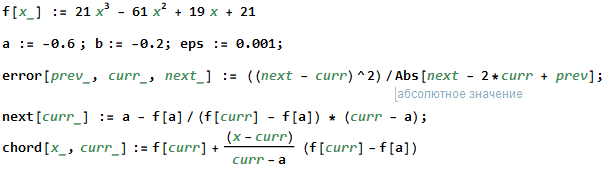 f[x_] := 21 x^3 - 61 x^2 + 19 x + 21
a := -0.6 ; b := -0.2; eps := 0.001;
error[prev_, curr_, next_] := ((next - curr)^2) / Abs[next - 2*curr + prev];
абсолютное значение
next[curr_] := a - f[a] / (f[curr] - f[a]) * (curr - a);
chord[x_, curr_] := f[curr] + (x - curr)/(curr - a) (f[curr] - f[a])